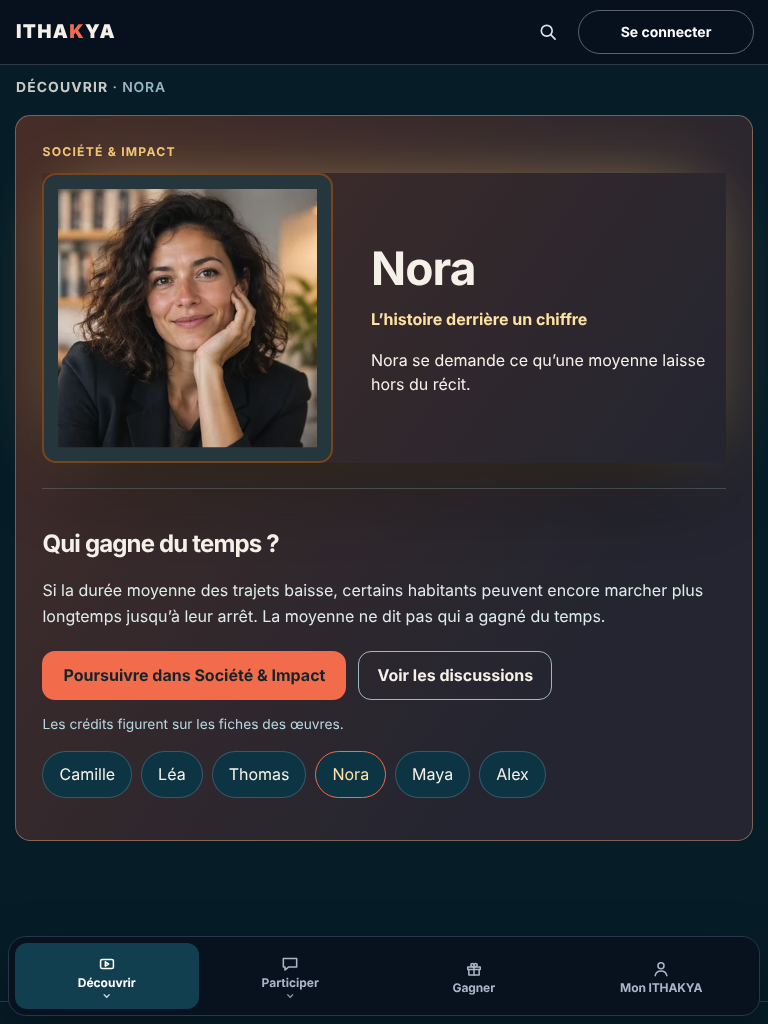 ITHAKYA
Se connecter
DÉCOUVRIR · NORA
SOCIÉTÉ & IMPACT
Nora
L’histoire derrière un chiffre
Nora se demande ce qu’une moyenne laisse
hors du récit.
Qui gagne du temps ?
Si la durée moyenne des trajets baisse, certains habitants peuvent encore marcher plus
longtemps jusqu’à leur arrêt. La moyenne ne dit pas qui a gagné du temps.
Poursuivre dans Société & Impact
Voir les discussions
Les crédits figurent sur les fiches des œuvres.
Camille
Léa
Thomas
Nora
Maya
Alex
Découvrir
Participer
Gagner
Mon ITHAKYA